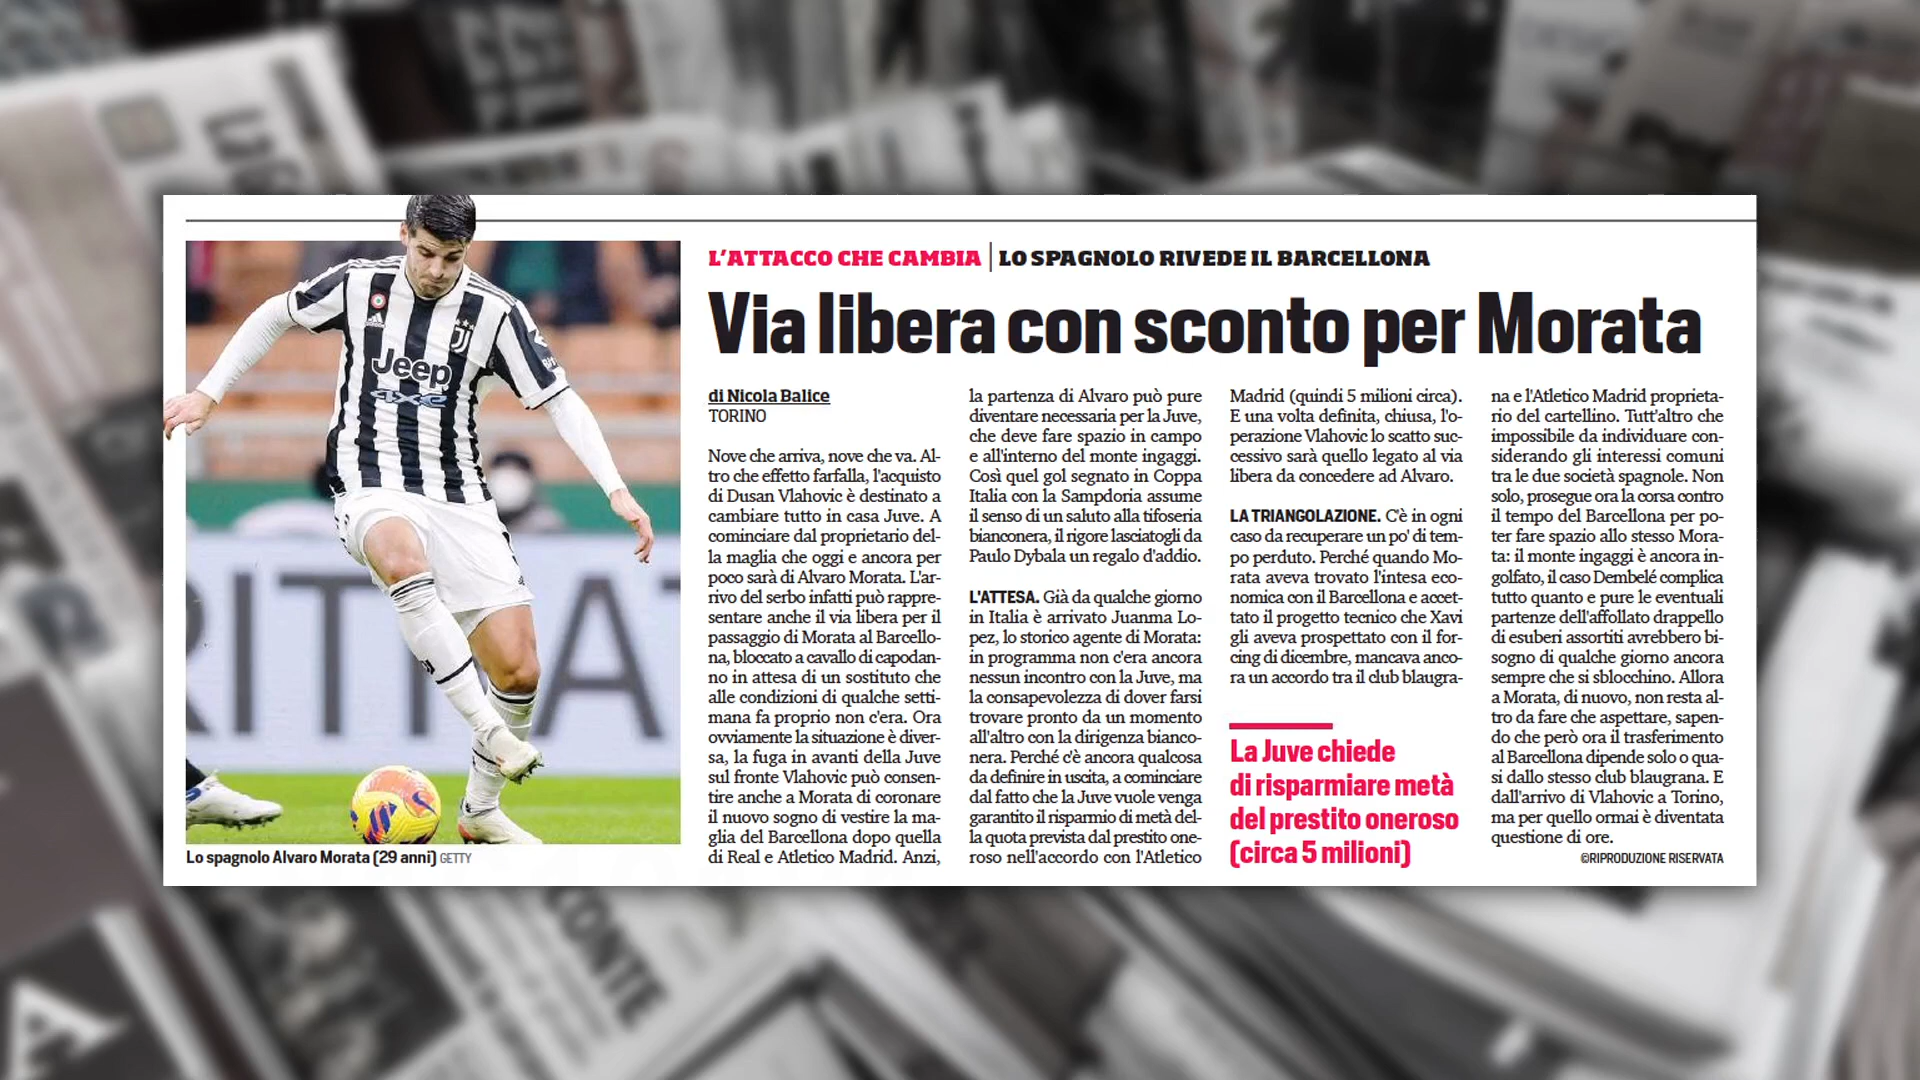 L'ATTACCO CHE CAMBIA | LO SPAGNOLO RIVEDE IL BARCELLONA
Via libera con sconto per Morata
di Nicola Balice
TORINO
Nove che arriva, nove che va. Al-
tro che effetto farfalla, l'acquisto
di Dusan Vlahovic è destinato a
cambiare tutto in casa Juve. A
cominciare dal proprietario del-
la maglia che oggi e ancora per
poco sarà di Alvaro Morata. L'ar-
rivo del serbo infatti può rappre-
sentare anche il via libera per il
passaggio di Morata al Barcello-
na, bloccato a cavallo di capodan-
no in attesa di un sostituto che
alle condizioni di qualche setti-
mana fa proprio non c'era. Ora
ovviamente la situazione è diver-
sa, la fuga in avanti della Juve
sul fronte Vlahovic può consen-
tire anche a Morata di coronare
il nuovo sogno di vestire la ma-
glia del Barcellona dopo quella
di Real e Atletico Madrid. Anzi,
la partenza di Alvaro può pure
diventare necessaria per la Juve,
che deve fare spazio in campo
e all'interno del monte ingaggi.
Così quel gol segnato in Coppa
Italia con la Sampdoria assume
il senso di un saluto alla tifoseria
bianconera, il rigore lasciatogli da
Paulo Dybala un regalo d'addio.
L'ATTESA. Già da qualche giorno
in Italia è arrivato Juanma Lo-
pez, lo storico agente di Morata:
in programma non c'era ancora
nessun incontro con la Juve, ma
la consapevolezza di dover farsi
trovare pronto da un momento
all'altro con la dirigenza bianco-
nera. Perché c'è ancora qualcosa
da definire in uscita, a cominciare
dal fatto che la Juve vuole venga
garantito il risparmio di metà del-
la quota prevista dal prestito one-
roso nell'accordo con l'Atletico
Madrid (quindi 5 milioni circa).
E una volta definita, chiusa, l'o-
perazione Vlahovic lo scatto suc-
cessivo sarà quello legato al via
libera da concedere ad Alvaro.
LA TRIANGOLAZIONE. C'è in ogni
caso da recuperare un po' di tem-
po perduto. Perché quando Mo-
rata aveva trovato l'intesa eco-
nomica con il Barcellona e accet-
tato il progetto tecnico che Xavi
gli aveva prospettato con il for-
cing di dicembre, mancava anco-
ra un accordo tra il club blaugra-
La Juve chiede
di risparmiare metà
del prestito oneroso
(circa 5 milioni)
na e l'Atletico Madrid proprieta-
rio del cartellino. Tutt'altro che
impossibile da individuare con-
siderando gli interessi comuni
tra le due società spagnole. Non
solo, prosegue ora la corsa contro
il tempo del Barcellona per po-
ter fare spazio allo stesso Mora-
ta: il monte ingaggi è ancora in-
golfato, il caso Dembelé complica
tutto quanto e pure le eventuali
partenze dell'affollato drappello
di esuberi assortiti avrebbero bi-
sogno di qualche giorno ancora
sempre che si sblocchino. Allora
a Morata, di nuovo, non resta al-
tro da fare che aspettare, sapen-
do che però ora il trasferimento
al Barcellona dipende solo o qua-
si dallo stesso club blaugrana. E
dall'arrivo di Vlahovic a Torino,
ma per quello ormai è diventata
questione di ore.
©RIPRODUZIONE RISERVATA
Jeep
Lo spagnolo Alvaro Morata (29 anni) GETTY
CONTE